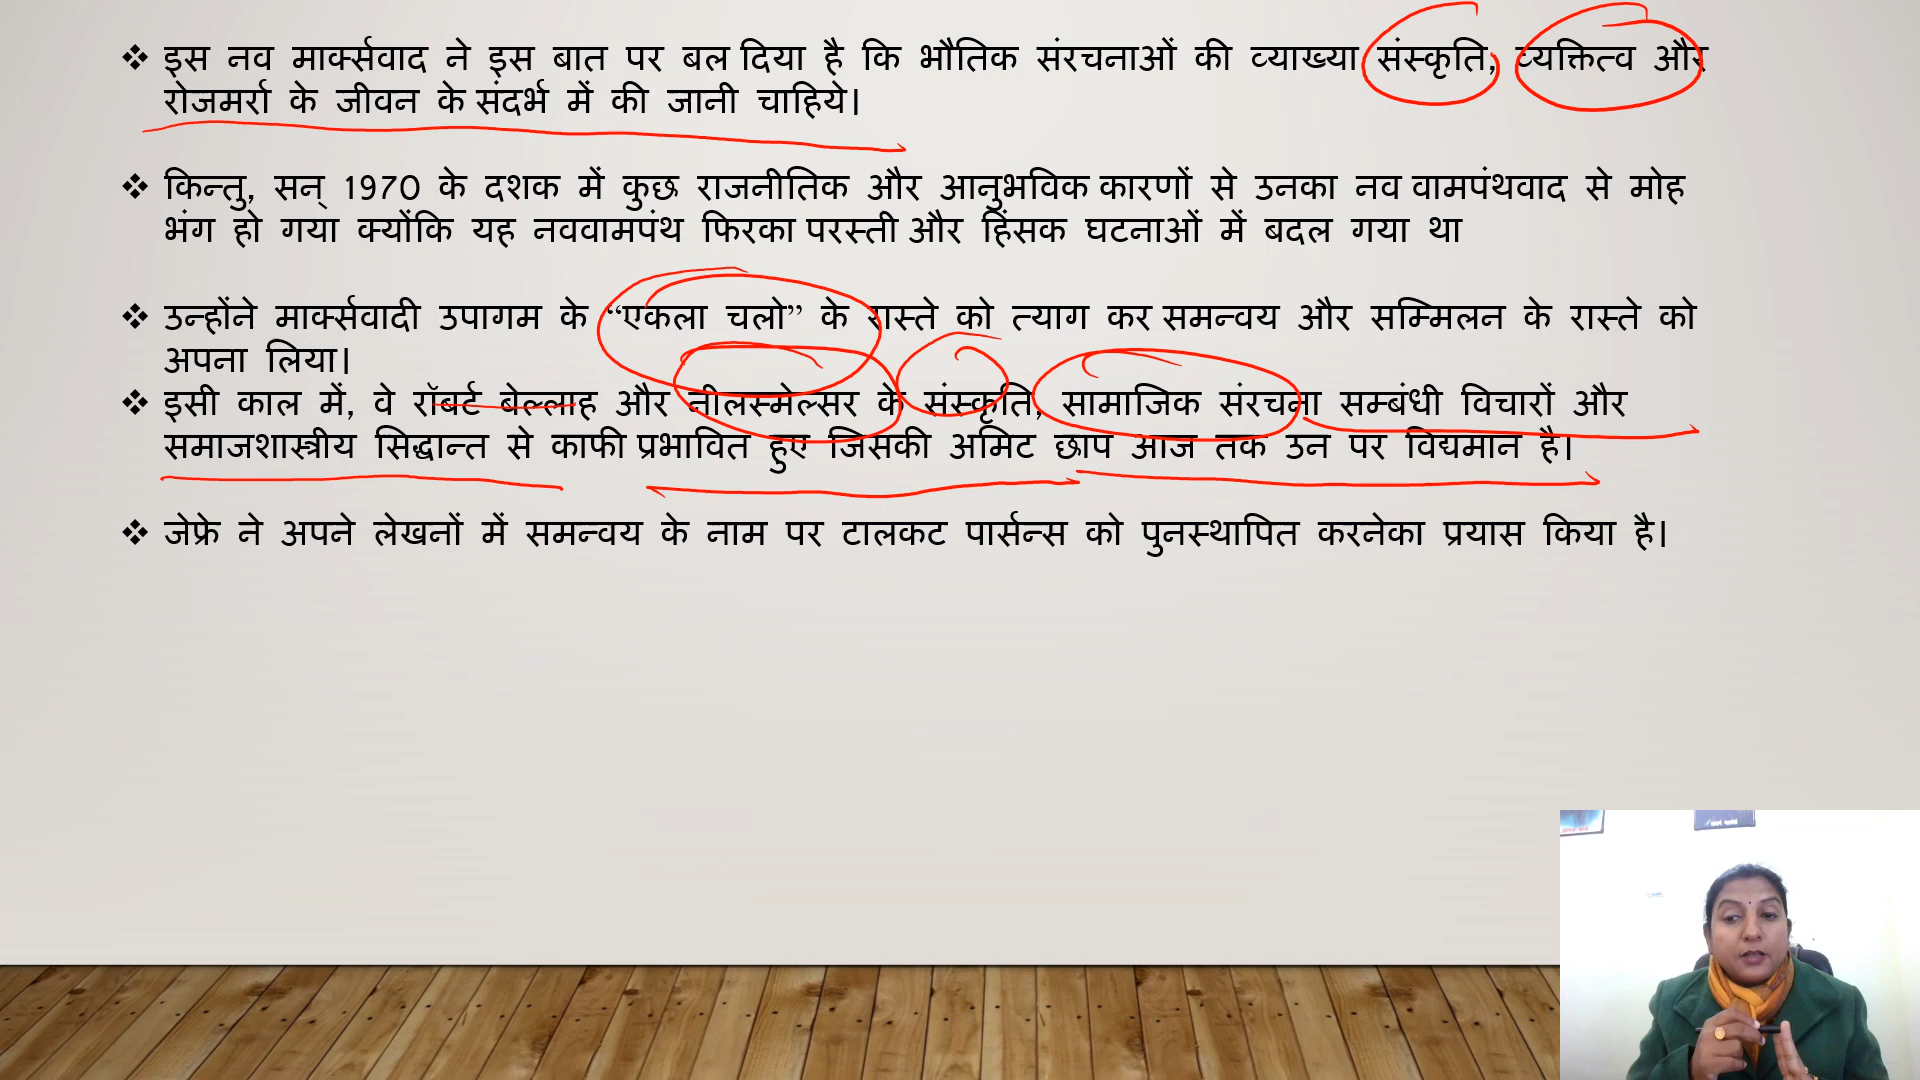 ❖ इस नव मार्क्सवाद ने इस बात पर बल दिया है कि भौतिक संरचनाओं की व्याख्या संस्कृति, व्यक्तित्व और
रोजमर्रा के जीवन के संदर्भ में की जानी चाहिये।
❖ किन्तु, सन् 1970 के दशक में कुछ राजनीतिक और आनुभविक कारणों से उनका नव वामपंथवाद से मोह
भंग हो गया क्योंकि यह नववामपंथ फिरका परस्ती और हिंसक घटनाओं में बदल गया था
❖ उन्होंने मार्क्सवादी उपागम के “एकला चलो” के रास्ते को त्याग कर समन्वय और सम्मिलन के रास्ते को
अपना लिया।
❖ इसी काल में, वे रॉबर्ट बेल्लाह और नीलस्मेल्सर के संस्कृति, सामाजिक संरचना सम्बंधी विचारों और
समाजशास्त्रीय सिद्धान्त से काफी प्रभावित हुए जिसकी अमिट छाप आज तक उन पर विद्यमान है।
❖ जेफ्रे ने अपने लेखनों में समन्वय के नाम पर टालकट पार्सन्स को पुनस्थापित करनेका प्रयास किया है।